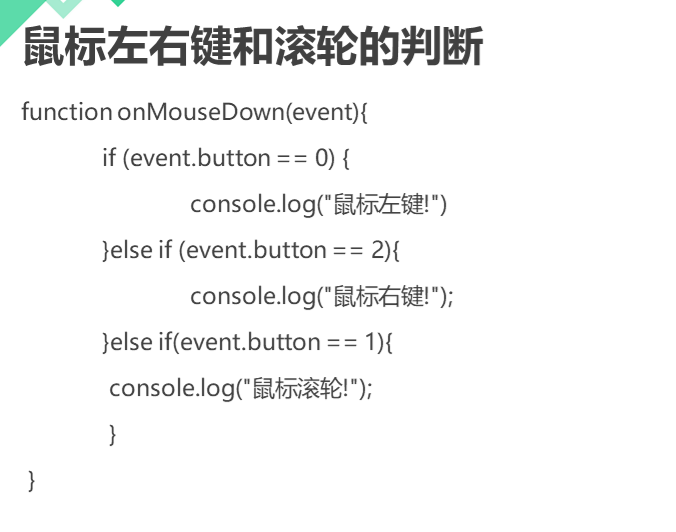 鼠标左右键和滚轮的判断
function onMouseDown(event){
if (event.button == 0) {
console.log("鼠标左键!")
}else if (event.button == 2){
console.log("鼠标右键!");
}else if(event.button == 1){
console.log("鼠标滚轮!");
}
}